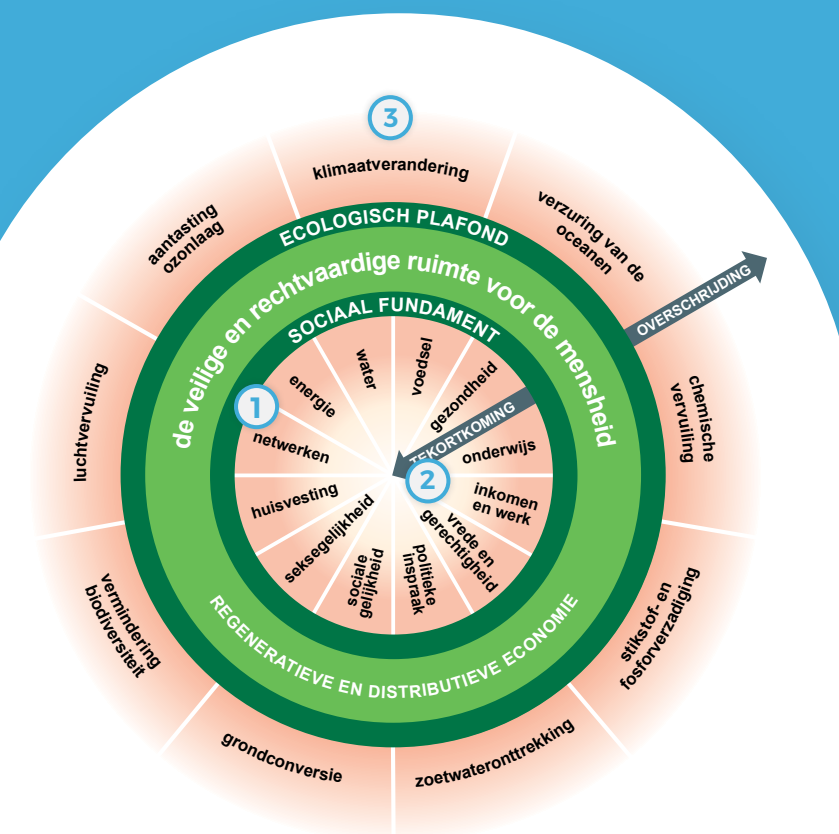 3
klimaatverandering
verzuring van de
oceanen
OVERSCHRIJDING
chemische
vervuiling
stikstof- en
fosforverzadiging
zoetwateronttrekking
grondconversie
vermindering
biodiversiteit
luchtvervuiling
aantasting
ozonlaag
ECOLOGISCH PLAFOND
de veilige en rechtvaardige ruimte voor de mensheid
SOCIAAL FUNDAMENT
1
water
voedsel
gezondheid
TEKORTKOMING
2
onderwijs
inkomen
en werk
vrede en
gerechtigheid
politieke
inspraak
sociale
gelijkheid
seksegelijkheid
huisvesting
netwerken
energie
REGENERATIEVE EN DISTRIBUTIEVE ECONOMIE